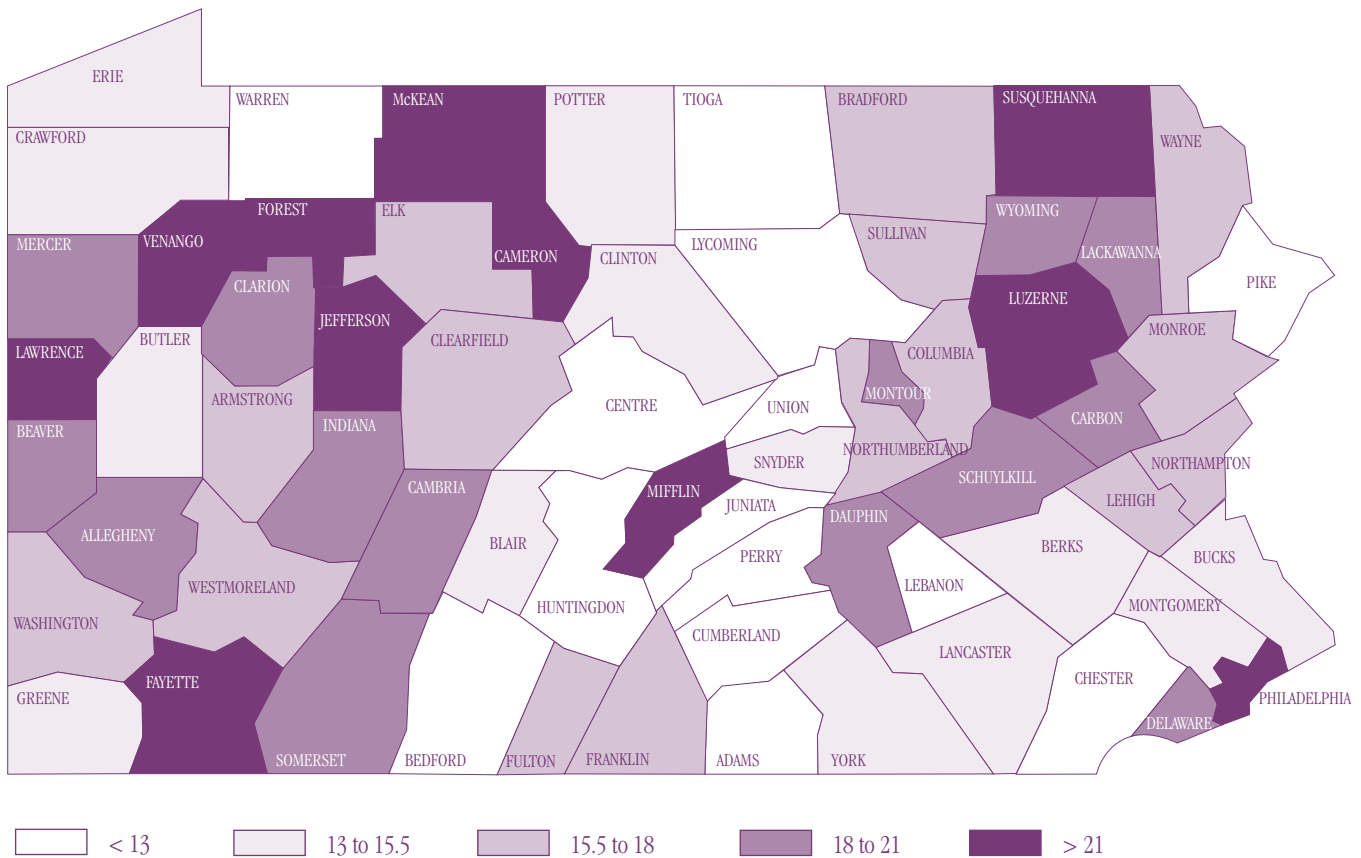 ERIE
WARREN
McKEAN
POTTER
TIOGA
BRADFORD
SUSQUEHANNA
CRAWFORD
WAYNE
FOREST
ELK
WYOMING
MERCER
VENANGO
CAMERON
CLINTON
LYCOMING
SULLIVAN
LACKAWANNA
CLARION
PIKE
JEFFERSON
LUZERNE
LAWRENCE
BUTLER
CLEARFIELD
COLUMBIA
MONROE
ARMSTRONG
CENTRE
UNION
MONTOUR
BEAVER
INDIANA
CARBON
SNYDER
NORTHUMBERLAND
NORTHAMPTON
CAMBRIA
MIFFLIN
SCHUYLKILL
JUNIATA
LEHIGH
ALLEGHENY
DAUPHIN
BLAIR
PERRY
BERKS
BUCKS
WESTMORELAND
LEBANON
HUNTINGDON
MONTGOMERY
WASHINGTON
CUMBERLAND
LANCASTER
FAYETTE
CHESTER
GREENE
PHILADELPHIA
DELAWARE
SOMERSET
BEDFORD
FULTON
FRANKLIN
ADAMS
YORK
< 13
13 to 15.5
15.5 to 18
18 to 21
> 21